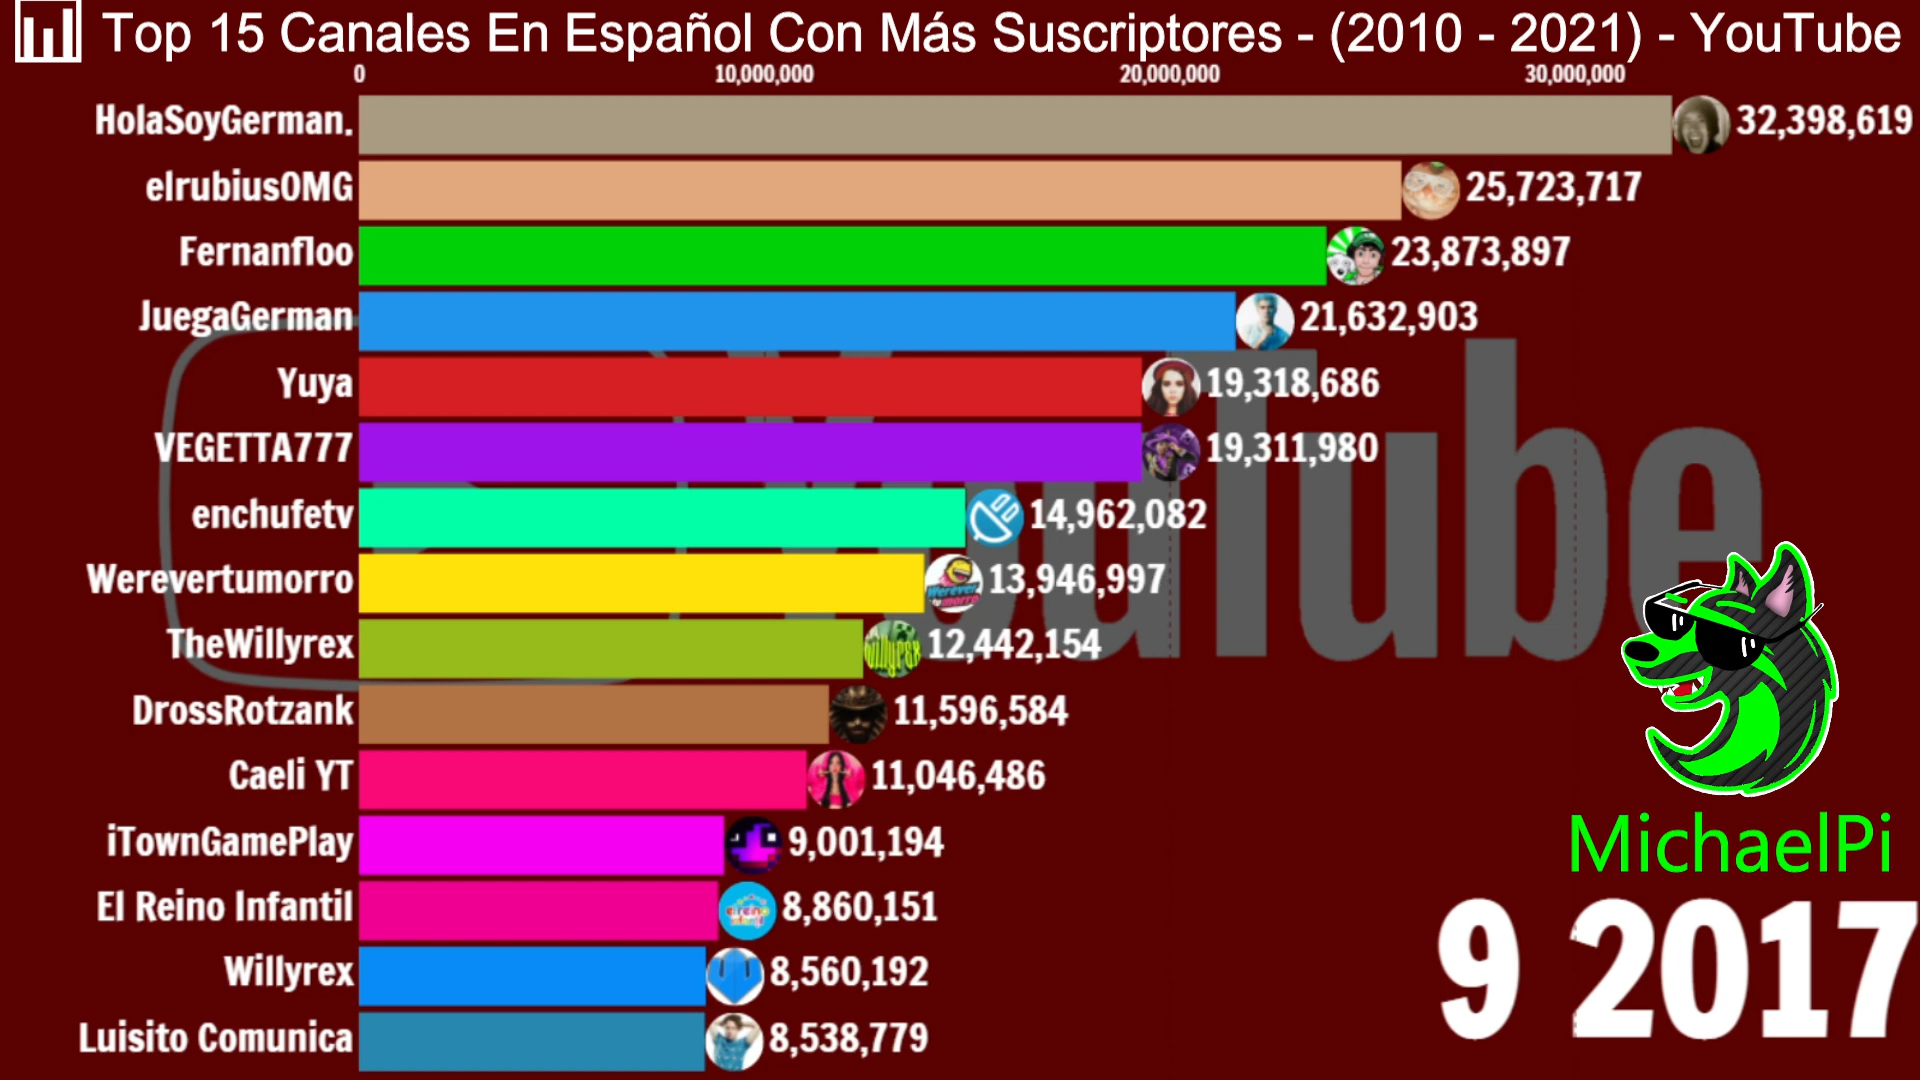 Top 15 Canales En Español Con Más Suscriptores - (2010 - 2021) - YouTube
0 10,000,000 20,000,000 30,000,000
HolaSoyGerman. 32,398,619
elrubiusOMG 25,723,717
Fernanfloo 23,873,897
JuegaGerman 21,632,903
Yuya 19,318,686
VEGETTA777 19,311,980
enchufetv 14,962,082
Werevertumorro 13,946,997
TheWillyrex 12,442,154
DrossRotzank 11,596,584
Caeli YT 11,046,486
iTownGamePlay 9,001,194
El Reino Infantil 8,860,151
Willyrex 8,560,192
Luisito Comunica 8,538,779
YouTube
MichaelPi
9 2017